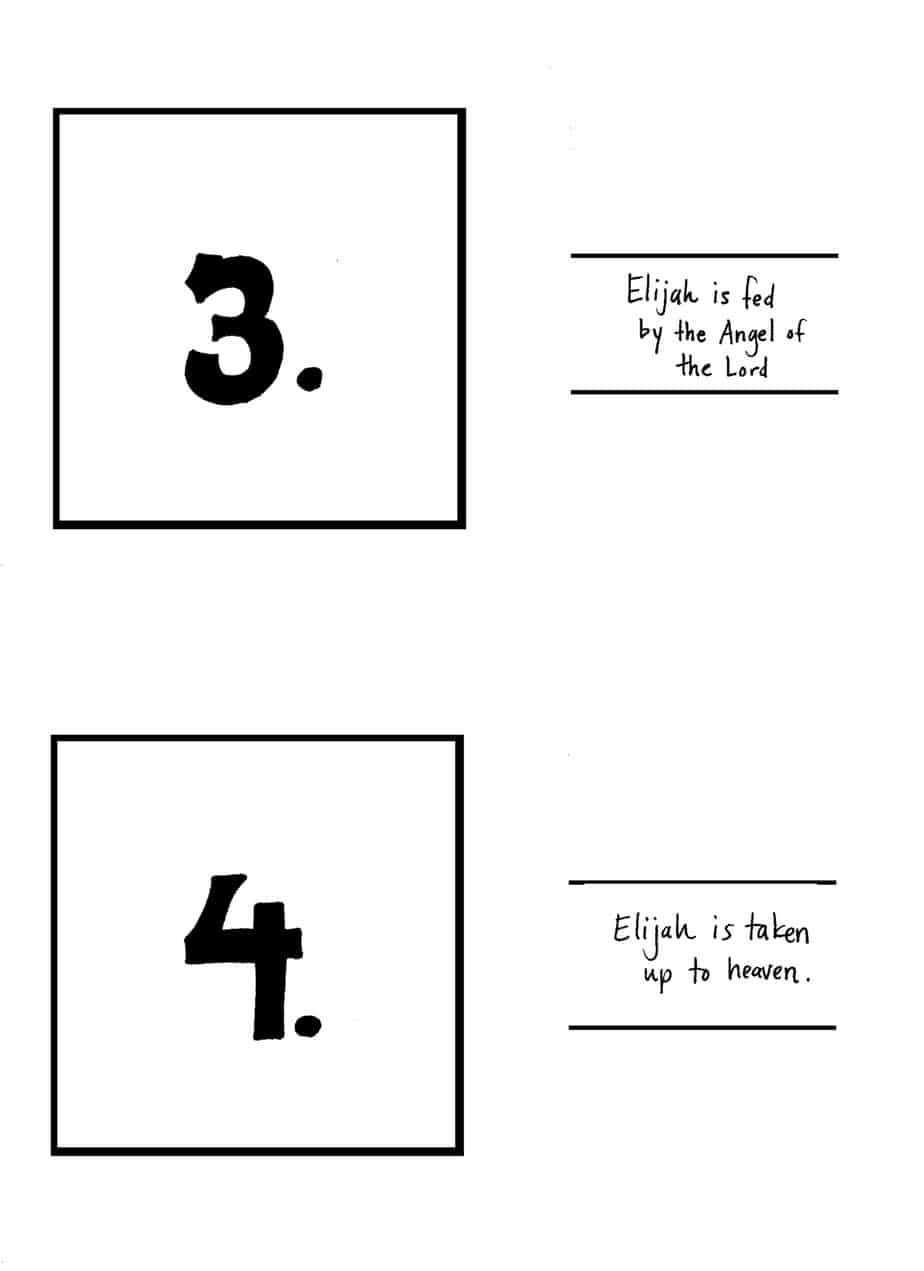 3.
Elijah is fed
by the Angel of
the Lord
4.
Elijah is taken
up to heaven.